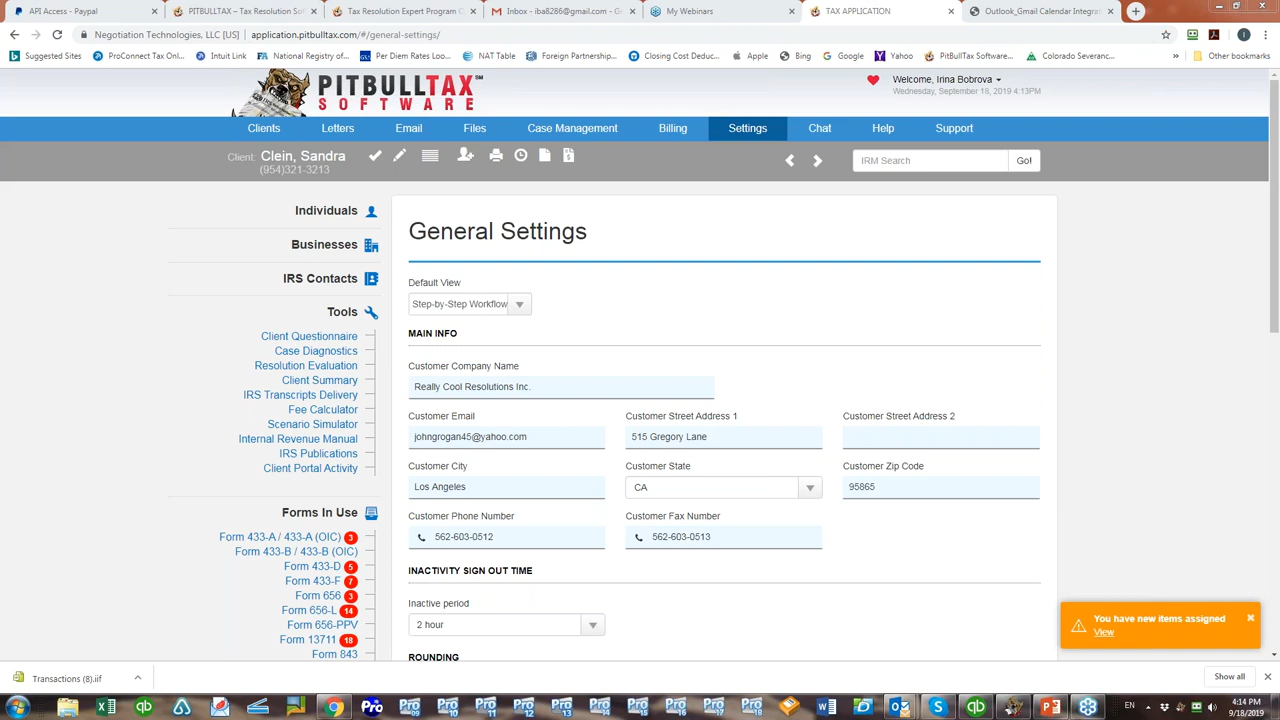 API Access - Paypal
PITBULLTAX – Tax Resolution Sof
Tax Resolution Expert Program C
Inbox - iba8286@gmail.com - G
My Webinars
TAX APPLICATION
Outlook_Gmail Calendar Integrat
Negotiation Technologies, LLC [US] | application.pitbulltax.com/#/general-settings/
Suggested Sites
ProConnect Tax Onl...
Intuit Link
National Registry of...
Per Diem Rates Loo...
NAT Table
Foreign Partnership...
Closing Cost Deduc...
Apple
Bing
Google
Yahoo
PitBullTax Software...
Colorado Severanc...
»
Other bookmarks
PITBULLTAX™
SOFTWARE
Welcome, Irina Bobrova
Wednesday, September 18, 2019 4:13PM
Clients Letters Email Files Case Management Billing Settings Chat Help Support
Client: Clein, Sandra
(954)321-3213
IRM Search
Go!
Individuals
Businesses
IRS Contacts
Tools
Client Questionnaire
Case Diagnostics
Resolution Evaluation
Client Summary
IRS Transcripts Delivery
Fee Calculator
Scenario Simulator
Internal Revenue Manual
IRS Publications
Client Portal Activity
Forms In Use
Form 433-A / 433-A (OIC) 3
Form 433-B / 433-B (OIC)
Form 433-D 5
Form 433-F 7
Form 656 3
Form 656-L 14
Form 656-PPV
Form 13711 18
Form 843
General Settings
Default View
Step-by-Step Workflow
MAIN INFO
Customer Company Name
Really Cool Resolutions Inc.
Customer Email
Customer Street Address 1
Customer Street Address 2
johngrogan45@yahoo.com
515 Gregory Lane
Customer City
Customer State
Customer Zip Code
Los Angeles
CA
95865
Customer Phone Number
Customer Fax Number
562-603-0512
562-603-0513
INACTIVITY SIGN OUT TIME
Inactive period
2 hour
ROUNDING
You have new items assigned
View
Transactions (8).iif
Show all
EN
4:14 PM
9/18/2019